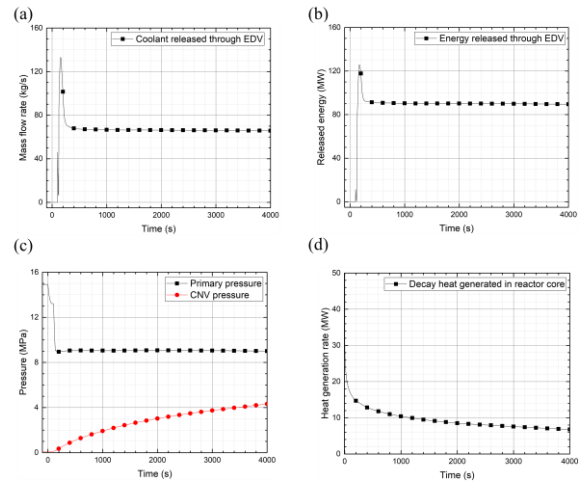 (a)
Coolant released through EDV
Mass flow rate (kg/s)
160
120
80
40
0
0 1000 2000 3000 4000
Time (s)
(b)
Energy released through EDV
Released energy (MW)
160
120
80
40
0
0 1000 2000 3000 4000
Time (s)
(c)
Primary pressure
CNV pressure
Pressure (MPa)
16
12
8
4
0
0 1000 2000 3000 4000
Time (s)
(d)
Decay heat generated in reactor core
Heat generation rate (MW)
50
40
30
20
10
0
0 1000 2000 3000 4000
Time (s)